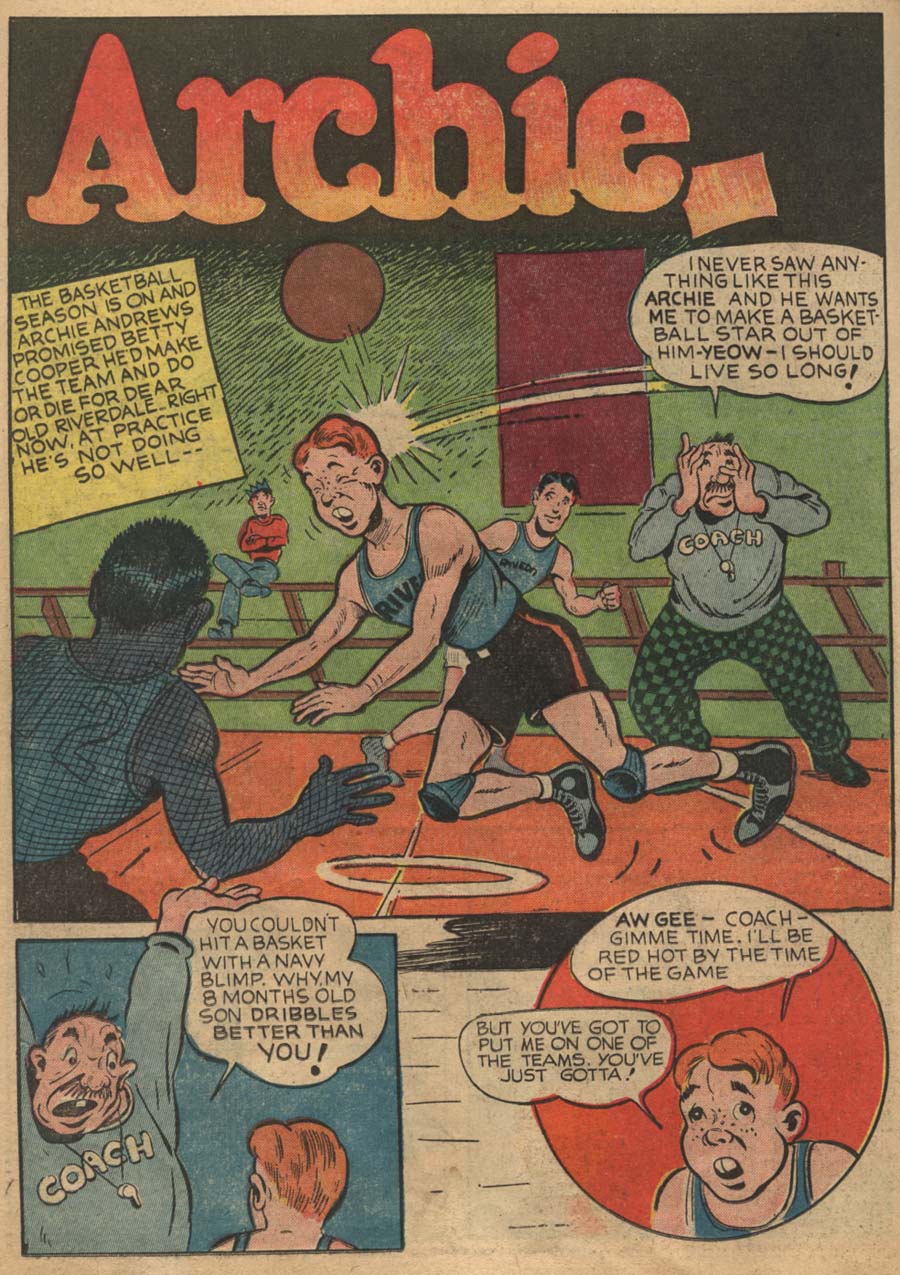 Archie.
THE BASKETBALL
SEASON IS ON AND
ARCHIE ANDREWS
PROMISED BETTY
COOPER HED MAKE
THE TEAM AND DO
OR DIE FOR DEAR
OLD RIVERDALE--RIGHT
NOW, AT PRACTICE
HE'S NOT DOING
SO WELL--
I NEVER SAW ANY-
THING LIKE THIS
ARCHIE AND HE WANTS
ME TO MAKE A BASKET-
BALL STAR OUT OF
HIM-YEOW-I SHOULD
LIVE SO LONG!
COACH
RIVE
RIVERD
2
YOU COULDN'T
HIT A BASKET
WITH A NAVY
BLIMP. WHY, MY
8 MONTHS OLD
SON DRIBBLES
BETTER THAN
YOU!
COACH
AW GEE - COACH -
GIMME TIME. I'LL BE
RED HOT BY THE TIME
OF THE GAME
BUT YOU'VE GOT TO
PUT ME ON ONE OF
THE TEAMS. YOU'VE
JUST GOTTA!